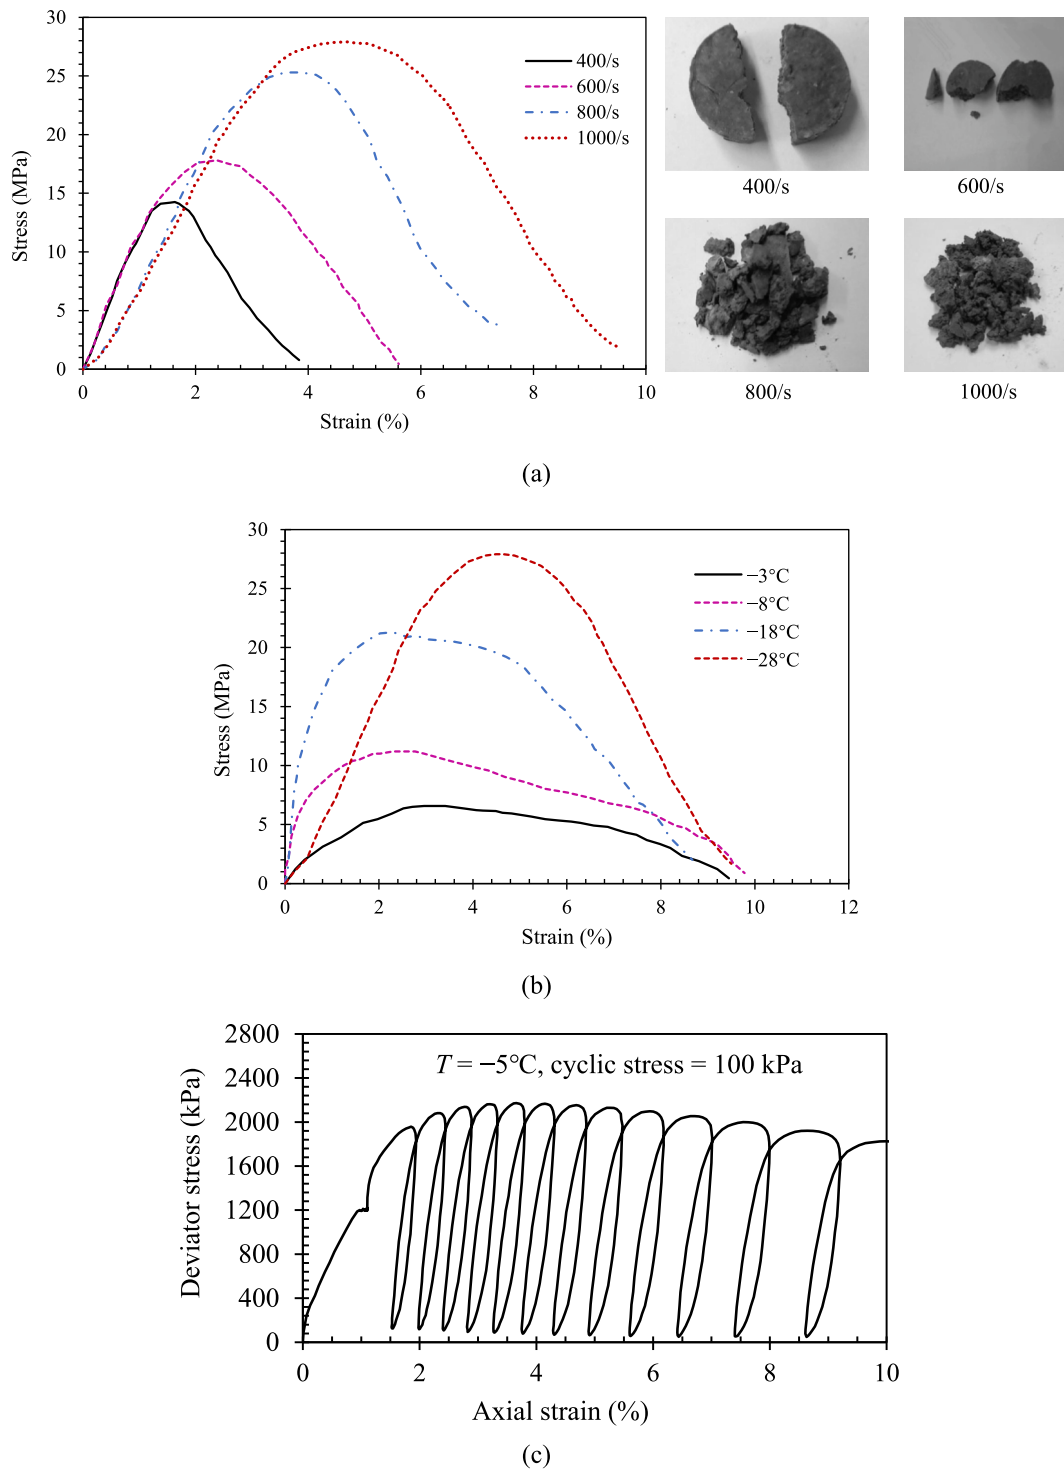 30
25
20
15
10
5
0
Stress (MPa)
400/s
600/s
800/s
1000/s
0 2 4 6 8 10
Strain (%)
400/s 600/s
800/s 1000/s
(a)
30
25
20
15
10
5
0
Stress (MPa)
−3°C
−8°C
−18°C
−28°C
0 2 4 6 8 10 12
Strain (%)
(b)
2800
2400
2000
1600
1200
800
400
0
Deviator stress (kPa)
T = −5°C, cyclic stress = 100 kPa
0 2 4 6 8 10
Axial strain (%)
(c)